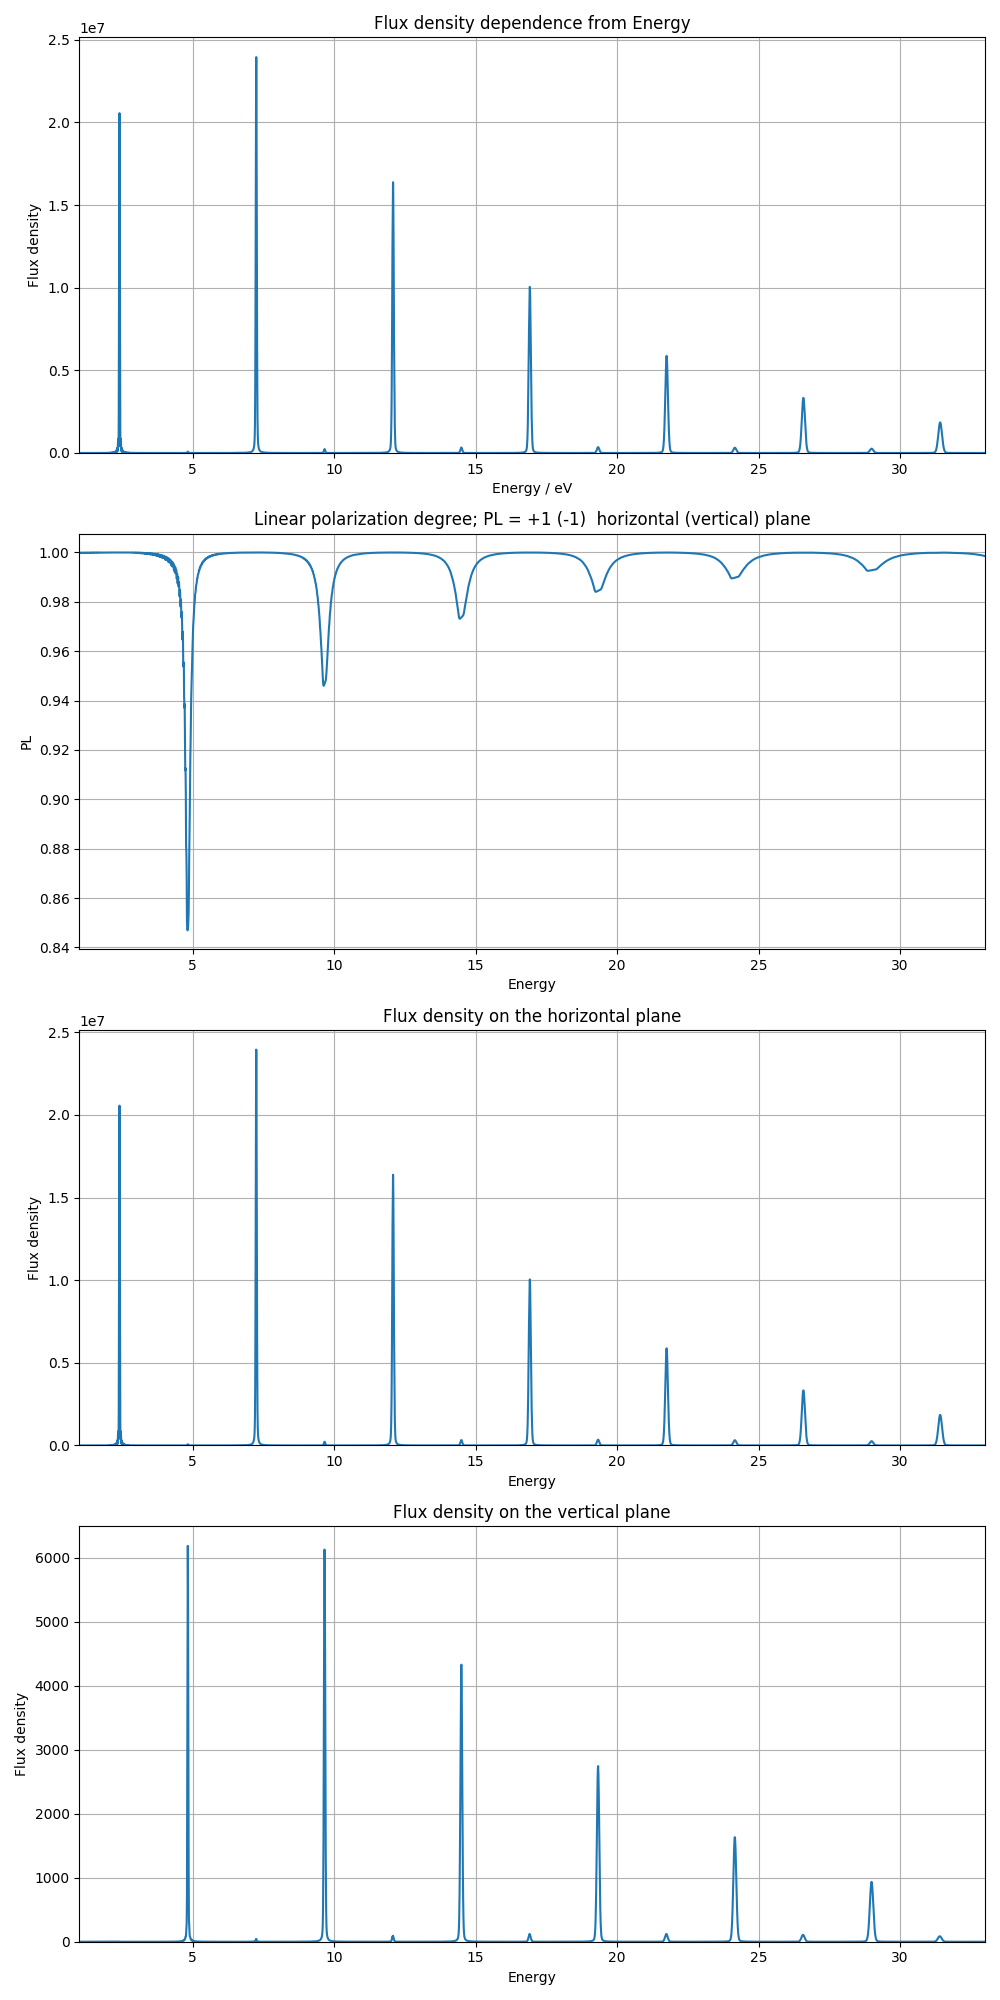 Flux density dependence from Energy
1e7
2.5
2.0
1.5
1.0
0.5
0.0
Flux density
5 10 15 20 25 30
Energy / eV
Linear polarization degree; PL = +1 (-1)  horizontal (vertical) plane
1.00
0.98
0.96
0.94
0.92
0.90
0.88
0.86
0.84
PL
5 10 15 20 25 30
Energy
Flux density on the horizontal plane
1e7
2.5
2.0
1.5
1.0
0.5
0.0
Flux density
5 10 15 20 25 30
Energy
Flux density on the vertical plane
6000
5000
4000
3000
2000
1000
0
Flux density
5 10 15 20 25 30
Energy